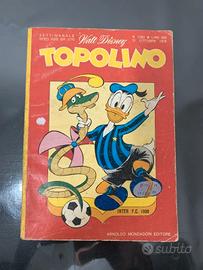 SETTIMANALE
Walt Disney
TOPOLINO
INTER F.C. 1908
ARNOLDO MONDADORI EDITORE
subito